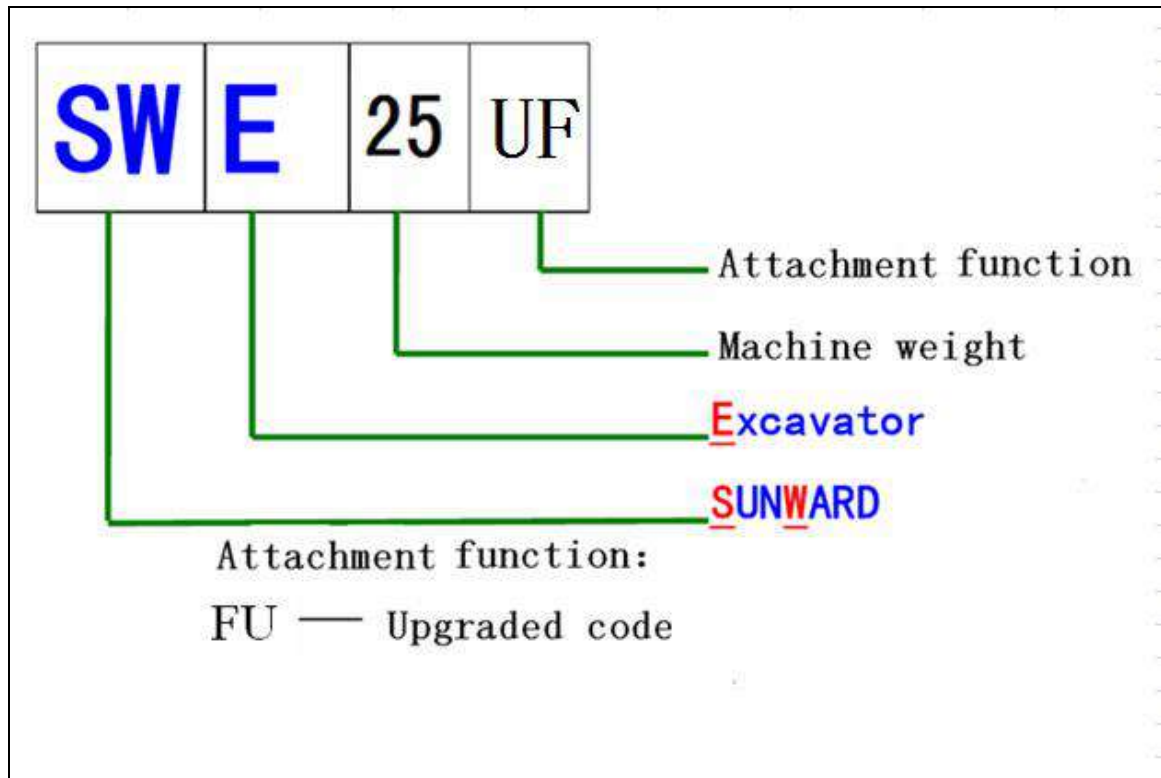 SW E 25 UF
Attachment function
Machine weight
Excavator
SUNWARD
Attachment function:
FU — Upgraded code